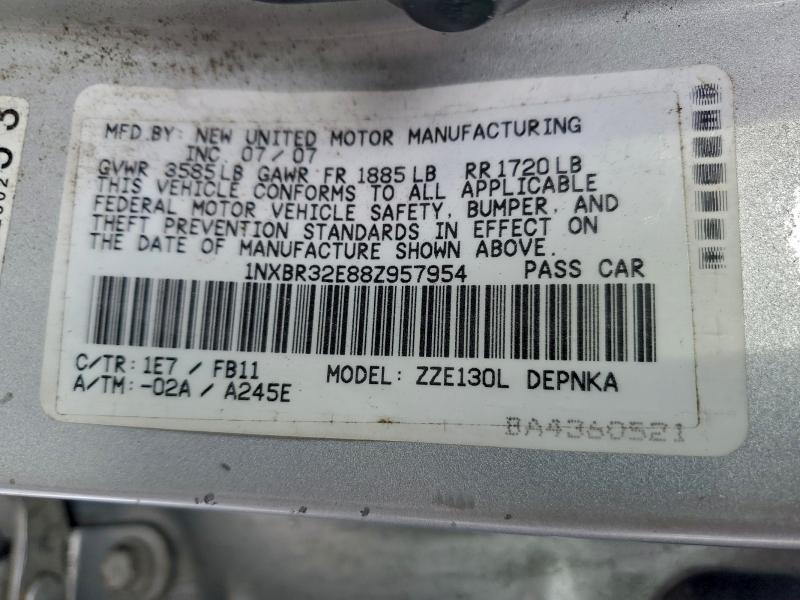 MFD.BY: NEW UNITED MOTOR MANUFACTURING
INC. 07/07
GVWR 3585LB GAWR FR 1885LB RR1720LB
THIS VEHICLE CONFORMS TO ALL APPLICABLE
FEDERAL MOTOR VEHICLE SAFETY, BUMPER, AND
THEFT PREVENTION STANDARDS IN EFFECT ON
THE DATE OF MANUFACTURE SHOWN ABOVE.
1NXBR32E88Z957954 PASS CAR
C/TR: 1E7 / FB11
A/TM: -02A / A245E
MODEL: ZZE130L DEPNKA
BA4360521